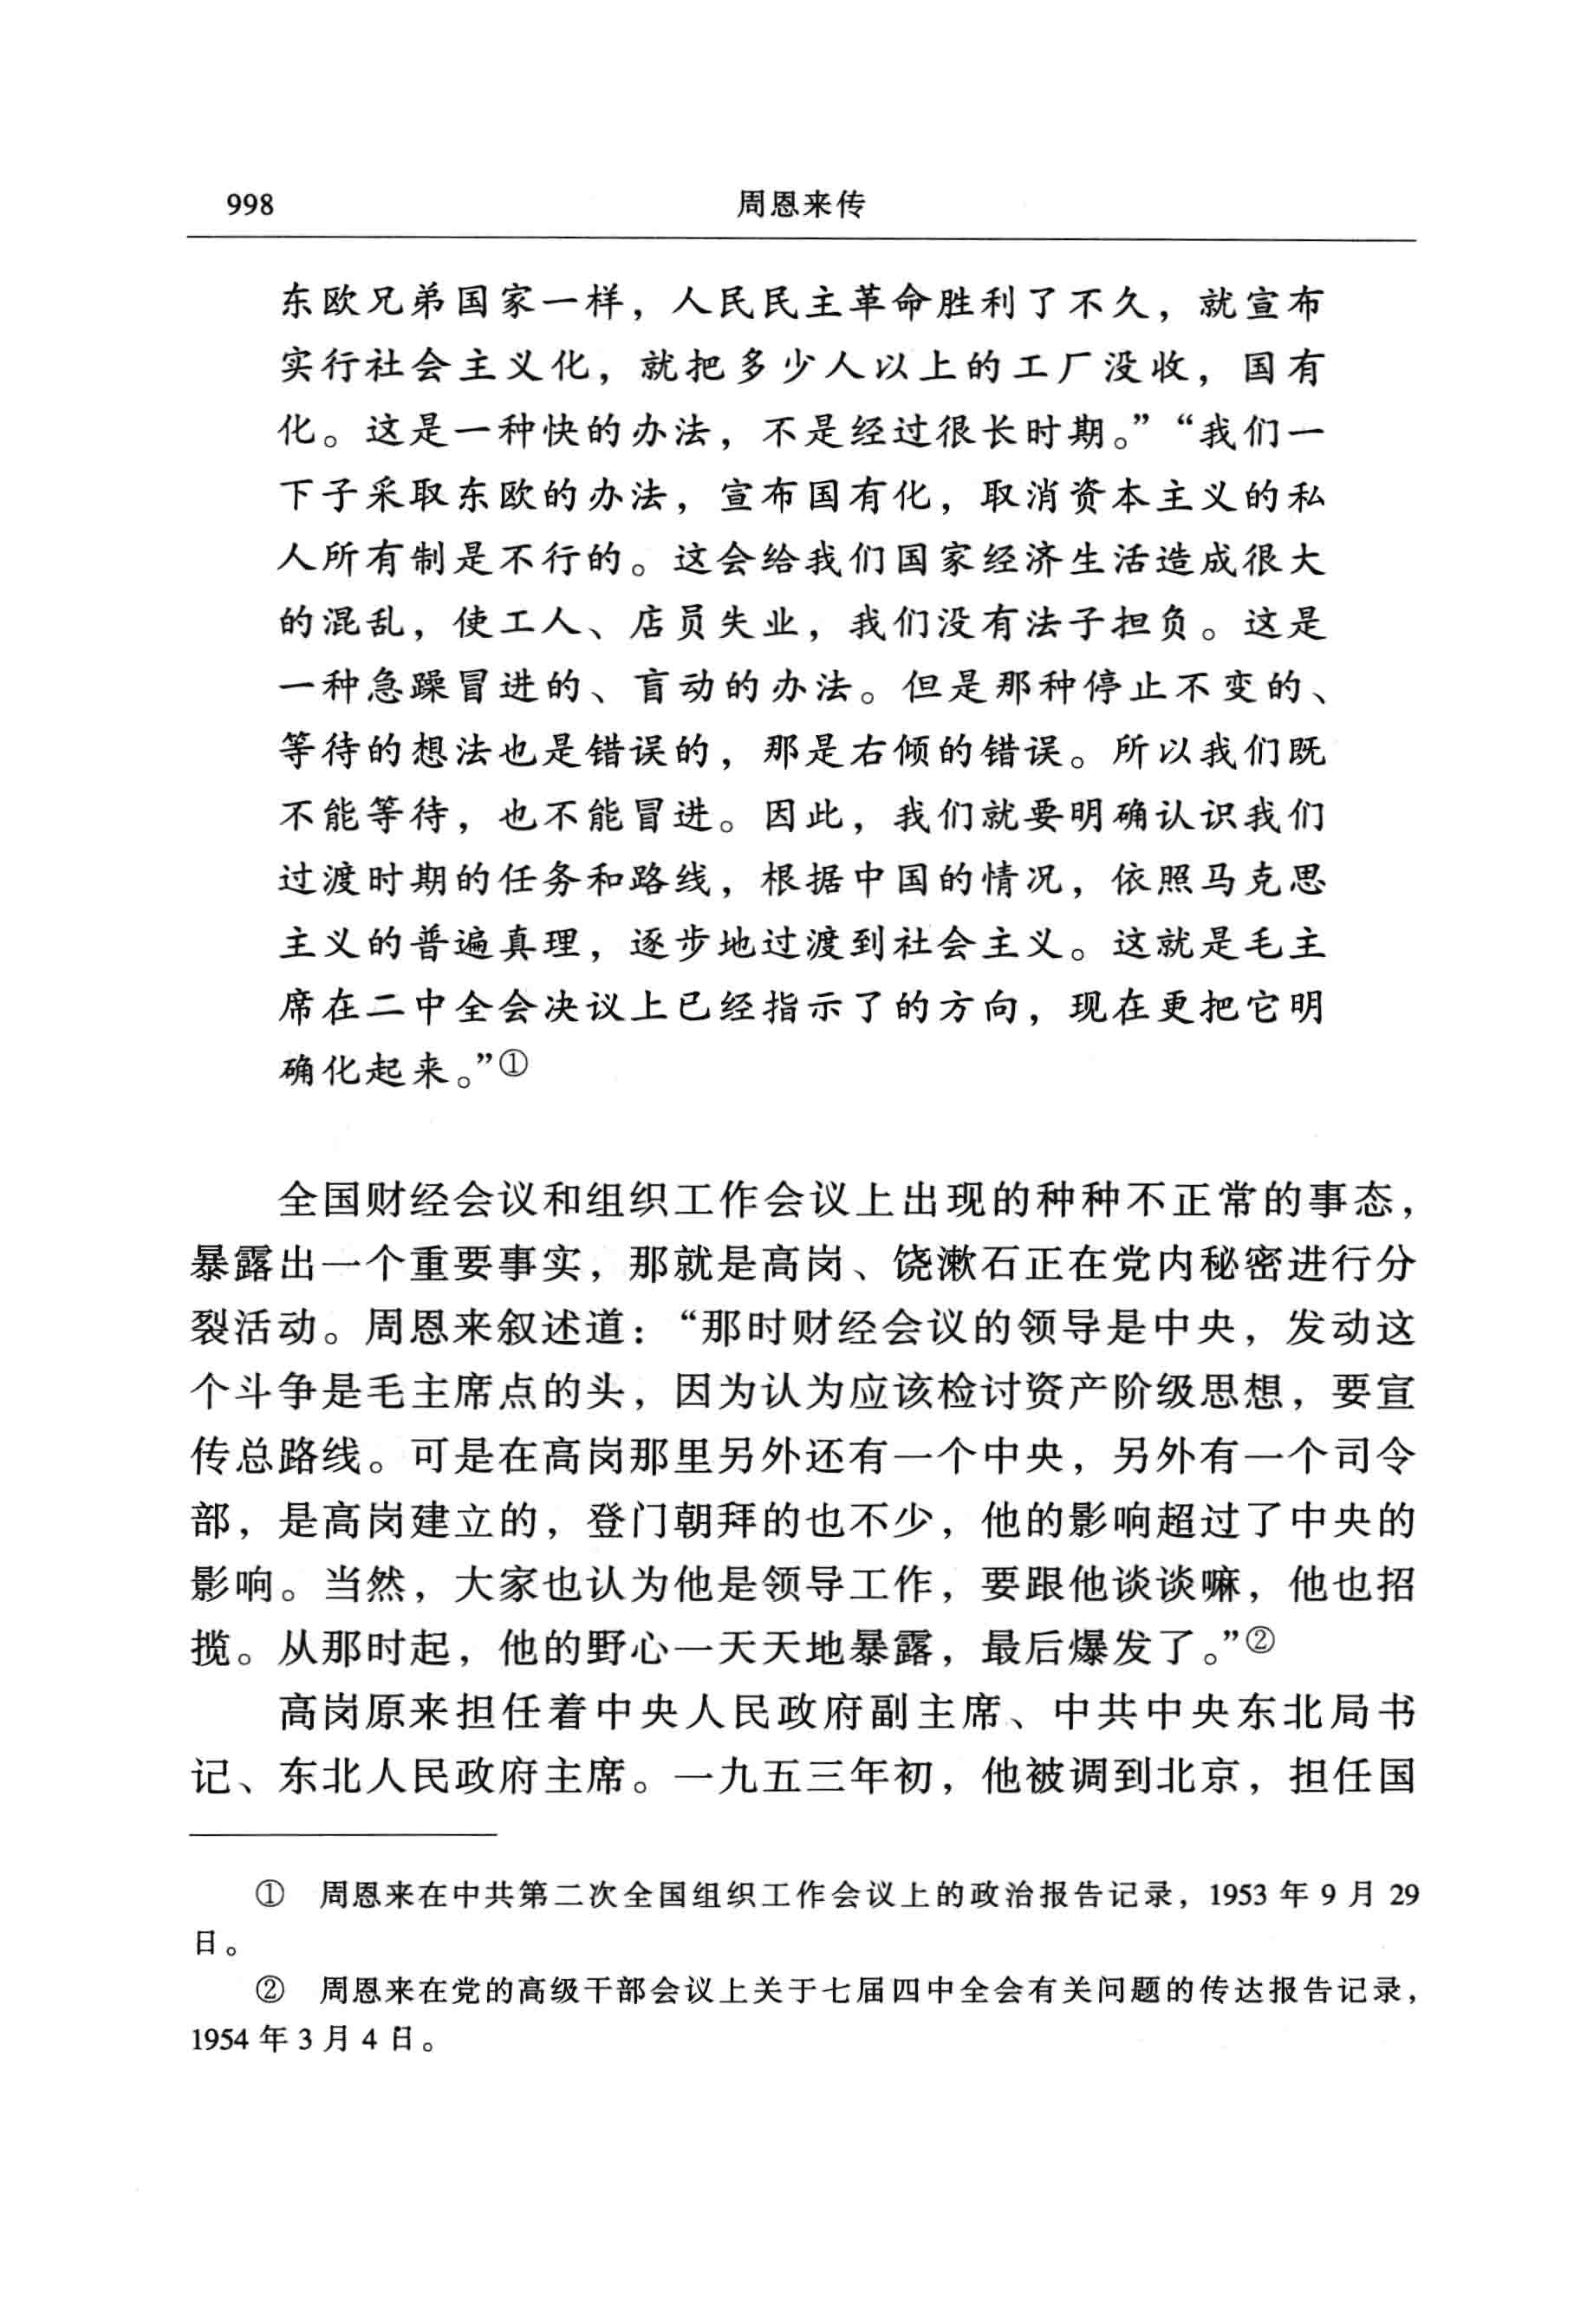 998 周恩来传
东欧兄弟国家一样，人民民主革命胜利了不久，就宣布
实行社会主义化，就把多少人以上的工厂没收，国有
化。这是一种快的办法，不是经过很长时期。”“我们一
下子采取东欧的办法，宣布国有化，取消资本主义的私
人所有制是不行的。这会给我们国家经济生活造成很大
的混乱，使工人、店员失业，我们没有法子担负。这是
一种急躁冒进的、盲动的办法。但是那种停止不变的、
等待的想法也是错误的，那是右倾的错误。所以我们既
不能等待，也不能冒进。因此，我们就要明确认识我们
过渡时期的任务和路线，根据中国的情况，依照马克思
主义的普遍真理，逐步地过渡到社会主义。这就是毛主
席在二中全会决议上已经指示了的方向，现在更把它明
确化起来。”①
全国财经会议和组织工作会议上出现的种种不正常的事态，
暴露出一个重要事实，那就是高岗、饶漱石正在党内秘密进行分
裂活动。周恩来叙述道：“那时财经会议的领导是中央，发动这
个斗争是毛主席点的头，因为认为应该检讨资产阶级思想，要宣
传总路线。可是在高岗那里另外还有一个中央，另外有一个司令
部，是高岗建立的，登门朝拜的也不少，他的影响超过了中央的
影响。当然，大家也认为他是领导工作，要跟他谈谈嘛，他也招
揽。从那时起，他的野心一天天地暴露，最后爆发了。”②
高岗原来担任着中央人民政府副主席、中共中央东北局书
记、东北人民政府主席。一九五三年初，他被调到北京，担任国
① 周恩来在中共第二次全国组织工作会议上的政治报告记录，1953 年 9 月 29
日。
② 周恩来在党的高级干部会议上关于七届四中全会有关问题的传达报告记录，
1954 年 3 月 4 日。